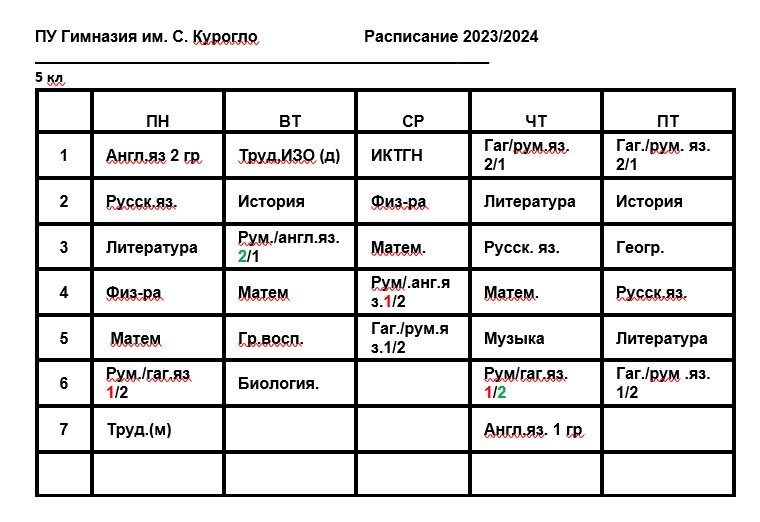 ПУ Гимназия им. С. Курогло Расписание 2023/2024
5 кл
ПН ВТ СР ЧТ ПТ
1 Англ.яз 2 гр Труд.ИЗО (д) ИКТГН Гаг/рум.яз. 2/1 Гаг./рум. яз. 2/1
2 Русск.яз. История Физ-ра Литература История
3 Литература Рум./англ.яз. 2/1 Матем. Русск. яз. Геогр.
4 Физ-ра Матем Рум/.анг.яз.1/2 Матем. Русск.яз.
5 Матем Гр.восп. Гаг./рум.яз.1/2 Музыка Литература
6 Рум./гаг.яз 1/2 Биология. Рум/гаг.яз. 1/2 Гаг./рум .яз. 1/2
7 Труд.(м) Англ.яз. 1 гр